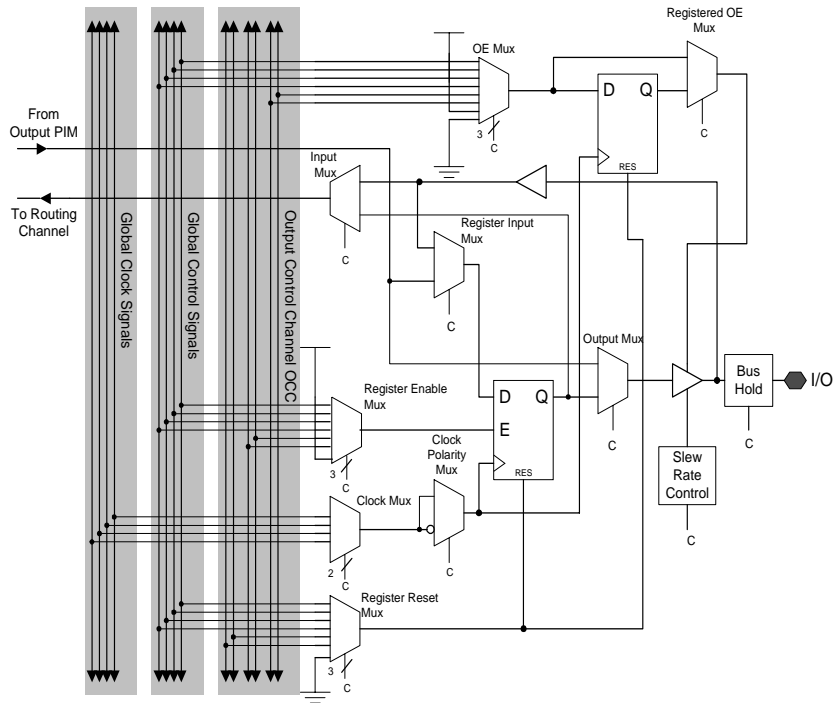 Registered OE
Mux
OE Mux
D Q
RES
3
C
C
From
Output PIM
Input
Mux
To Routing
Channel
C
Register Input
Mux
C
Global Clock Signals
Global Control Signals
Output Control Channel OCC
Output Mux
C
Bus
Hold
C
I/O
Register Enable
Mux
3
C
D Q
E
RES
Clock
Polarity
Mux
C
Slew
Rate
Control
C
Clock Mux
2
C
Register Reset
Mux
3
C